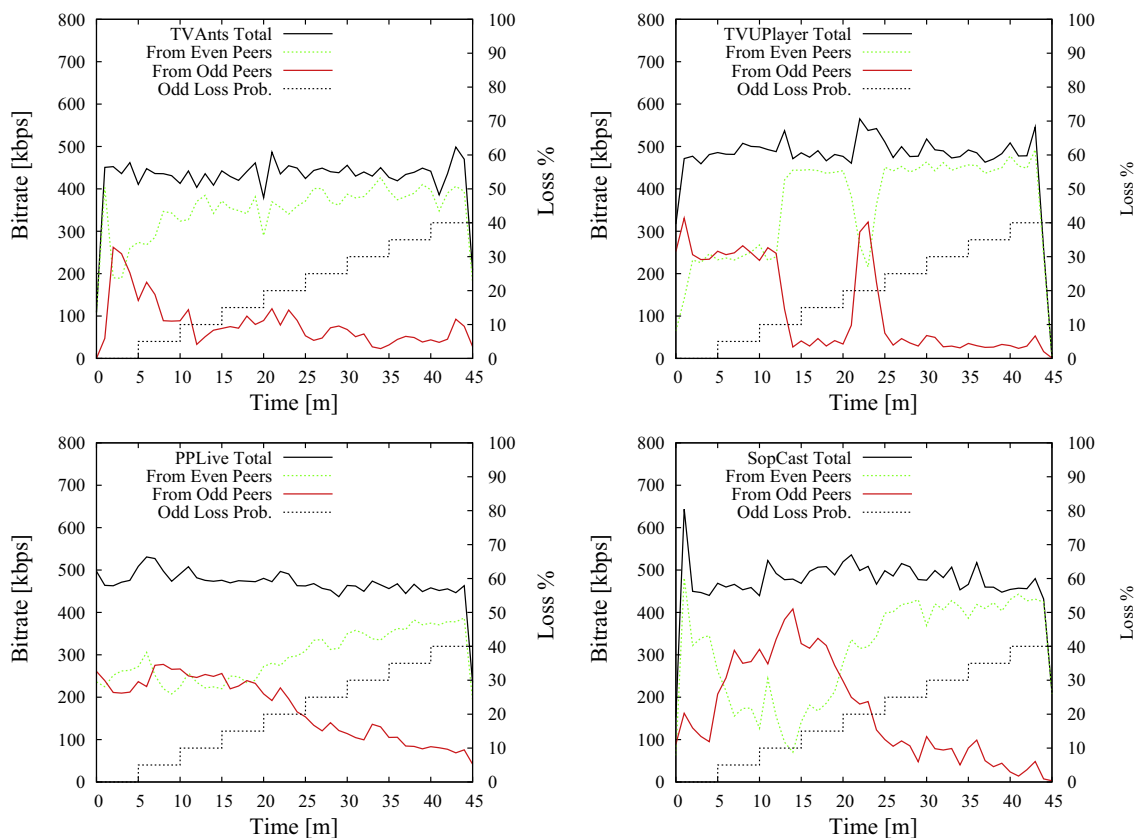 TVAnts Total
From Even Peers
From Odd Peers
Odd Loss Prob.
800
700
600
500
400
300
200
100
0
Bitrate [kbps]
100
90
80
70
60
50
40
30
20
10
0
Loss %
0 5 10 15 20 25 30 35 40 45
Time [m]
TVUPlayer Total
From Even Peers
From Odd Peers
Odd Loss Prob.
800
700
600
500
400
300
200
100
0
Bitrate [kbps]
100
90
80
70
60
50
40
30
20
10
0
Loss %
0 5 10 15 20 25 30 35 40 45
Time [m]
PPLive Total
From Even Peers
From Odd Peers
Odd Loss Prob.
800
700
600
500
400
300
200
100
0
Bitrate [kbps]
100
90
80
70
60
50
40
30
20
10
0
Loss %
0 5 10 15 20 25 30 35 40 45
Time [m]
SopCast Total
From Even Peers
From Odd Peers
Odd Loss Prob.
800
700
600
500
400
300
200
100
0
Bitrate [kbps]
100
90
80
70
60
50
40
30
20
10
0
Loss %
0 5 10 15 20 25 30 35 40 45
Time [m]